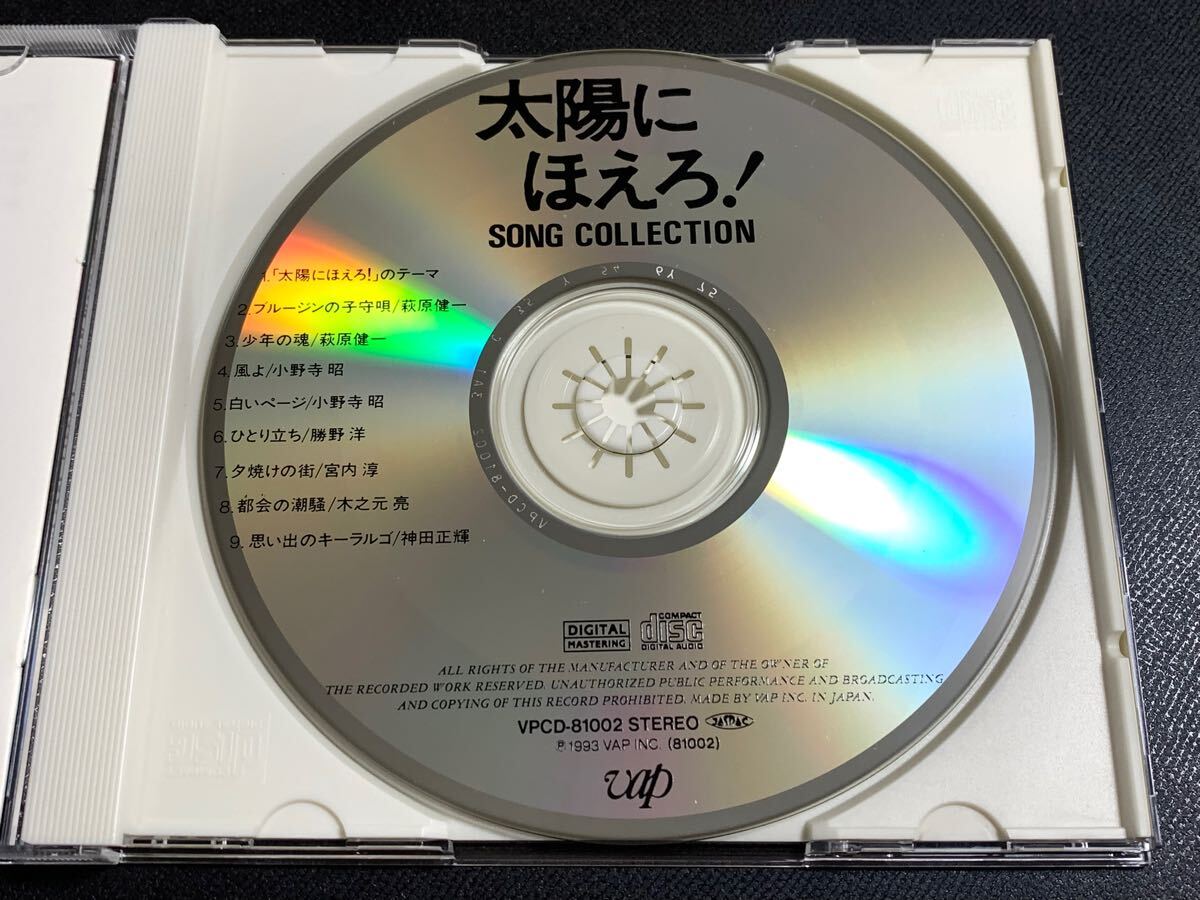 太陽に
ほえろ!
SONG COLLECTION
1.「太陽にほえろ!」のテーマ
2.ブルージンの子守唄/萩原健一
3.少年の魂/萩原健一
4.風よ/小野寺 昭
5.白いページ/小野寺 昭
6.ひとり立ち/勝野 洋
7.夕焼けの街/宮内 淳
8.都会の潮騒/木之元 亮
9.思い出のキーラルゴ/神田正輝
DIGITAL
MASTERING
COMPACT
disc
DIGITAL AUDIO
ALL RIGHTS OF THE MANUFACTURER AND OF THE OWNER OF
THE RECORDED WORK RESERVED. UNAUTHORIZED PUBLIC PERFORMANCE AND BROADCASTING
AND COPYING OF THIS RECORD PROHIBITED. MADE BY VAP INC. IN JAPAN.
VPCD-81002 STEREO JASRAC
Ⓟ1993 VAP INC. (81002)
vap